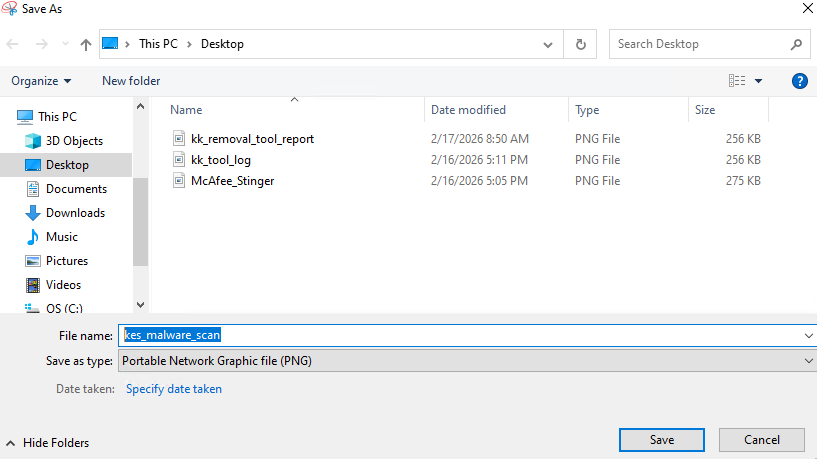 Save As
This PC > Desktop
Search Desktop
Organize
New folder
This PC
3D Objects
Desktop
Documents
Downloads
Music
Pictures
Videos
OS (C:)
Name Date modified Type Size
kk_removal_tool_report 2/17/2026 8:50 AM PNG File 256 KB
kk_tool_log 2/16/2026 5:11 PM PNG File 256 KB
McAfee_Stinger 2/16/2026 5:05 PM PNG File 275 KB
File name: kes_malware_scan
Save as type: Portable Network Graphic file (PNG)
Date taken: Specify date taken
Hide Folders
Save
Cancel